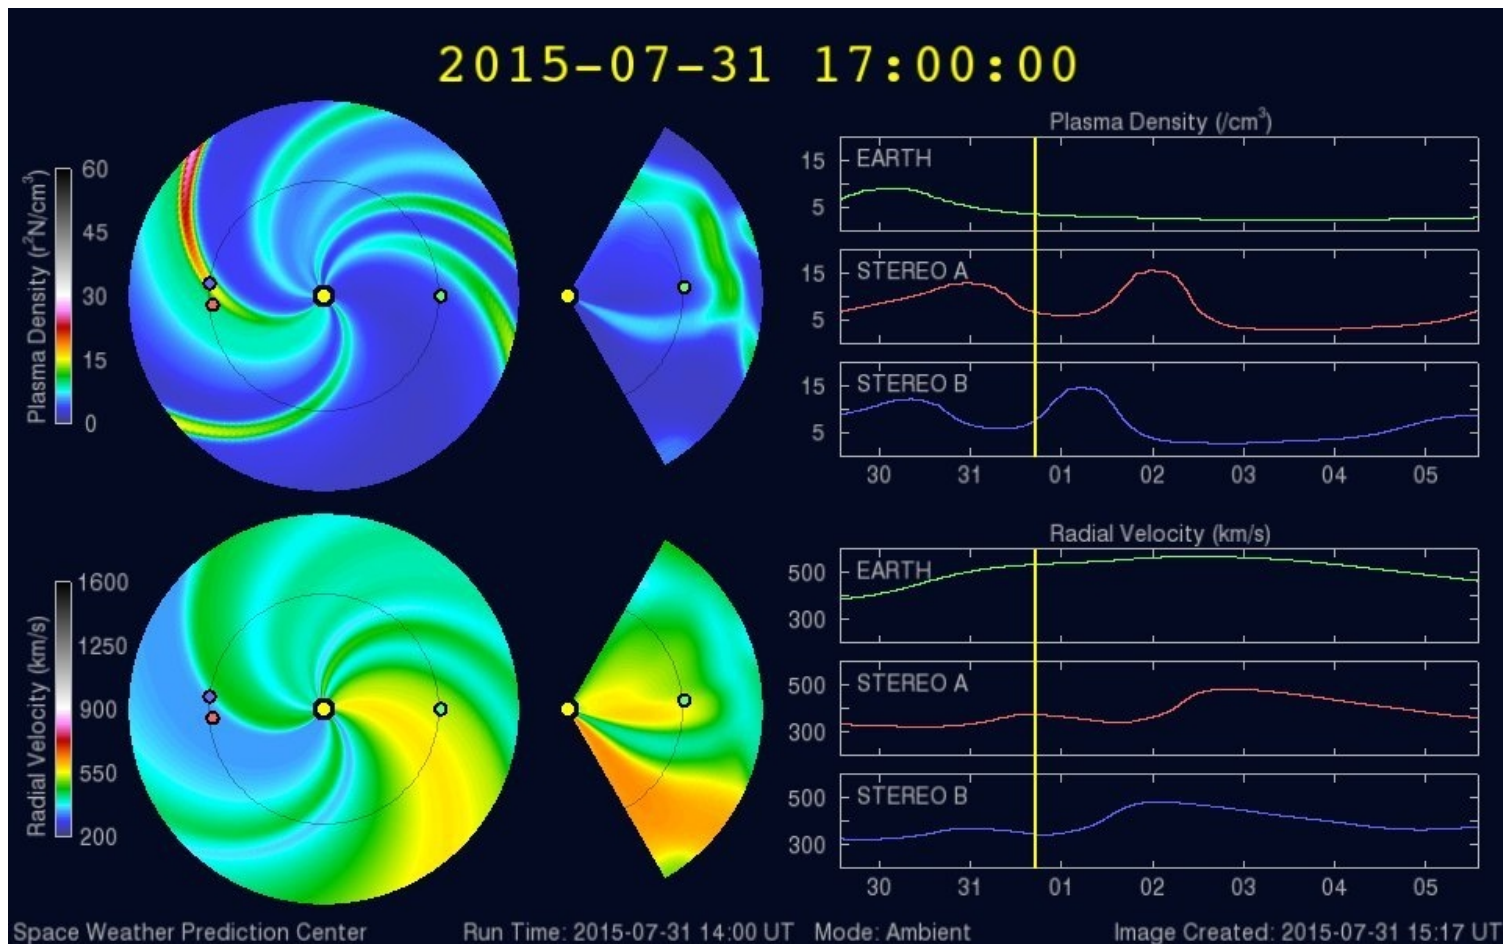 2015-07-31 17:00:00
Plasma Density (r²N/cm³)
60
45
30
15
0
Plasma Density (/cm³)
EARTH
15
5
STEREO A
15
5
STEREO B
15
5
30 31 01 02 03 04 05
Radial Velocity (km/s)
1600
1250
900
550
200
Radial Velocity (km/s)
EARTH
500
300
STEREO A
500
300
STEREO B
500
300
30 31 01 02 03 04 05
Space Weather Prediction Center Run Time: 2015-07-31 14:00 UT Mode: Ambient Image Created: 2015-07-31 15:17 UT